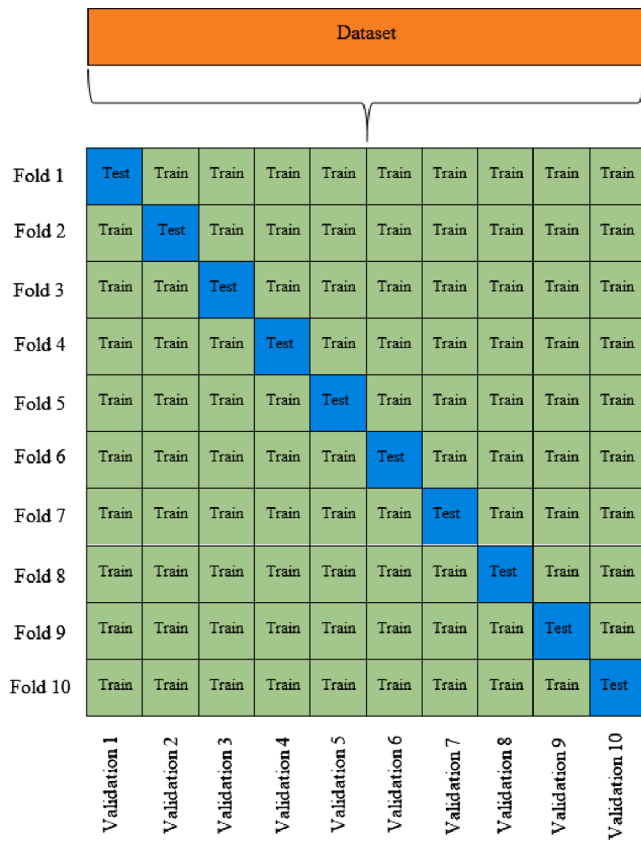 Dataset
Fold 1 Test Train Train Train Train Train Train Train Train Train
Fold 2 Train Test Train Train Train Train Train Train Train Train
Fold 3 Train Train Test Train Train Train Train Train Train Train
Fold 4 Train Train Train Test Train Train Train Train Train Train
Fold 5 Train Train Train Train Test Train Train Train Train Train
Fold 6 Train Train Train Train Train Test Train Train Train Train
Fold 7 Train Train Train Train Train Train Test Train Train Train
Fold 8 Train Train Train Train Train Train Train Test Train Train
Fold 9 Train Train Train Train Train Train Train Train Test Train
Fold 10 Train Train Train Train Train Train Train Train Train Test
Validation 1
Validation 2
Validation 3
Validation 4
Validation 5
Validation 6
Validation 7
Validation 8
Validation 9
Validation 10